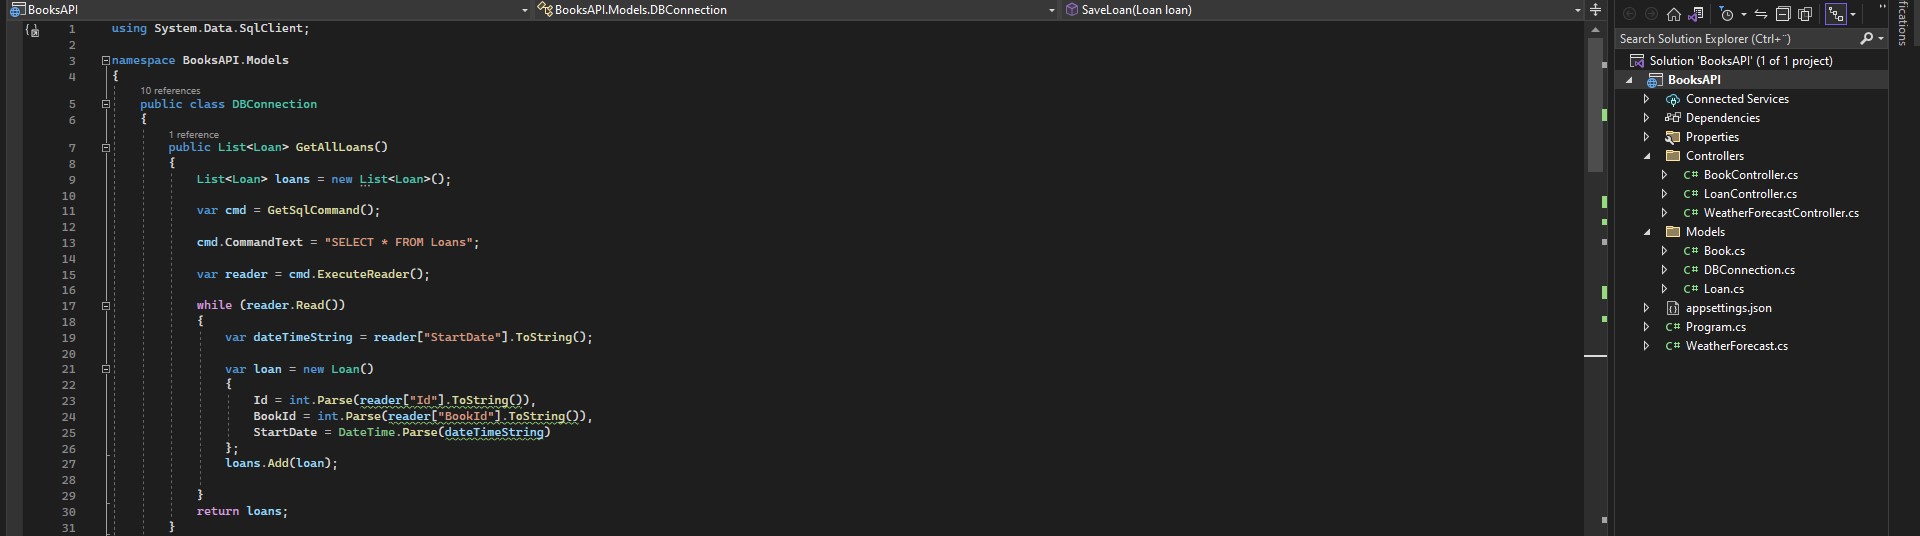 BooksAPI
BooksAPI.Models.DBConnection
SaveLoan(Loan loan)
1 using System.Data.SqlClient;
2
3 namespace BooksAPI.Models
4 {
10 references
5 public class DBConnection
6 {
1 reference
7 public List<Loan> GetAllLoans()
8 {
9 List<Loan> loans = new List<Loan>();
10
11 var cmd = GetSqlCommand();
12
13 cmd.CommandText = "SELECT * FROM Loans";
14
15 var reader = cmd.ExecuteReader();
16
17 while (reader.Read())
18 {
19 var dateTimeString = reader["StartDate"].ToString();
20
21 var loan = new Loan()
22 {
23 Id = int.Parse(reader["Id"].ToString()),
24 BookId = int.Parse(reader["BookId"].ToString()),
25 StartDate = DateTime.Parse(dateTimeString)
26 };
27 loans.Add(loan);
28
29 }
30 return loans;
31 }
Search Solution Explorer (Ctrl+¨)
Solution 'BooksAPI' (1 of 1 project)
BooksAPI
Connected Services
Dependencies
Properties
Controllers
C# BookController.cs
C# LoanController.cs
C# WeatherForecastController.cs
Models
C# Book.cs
C# DBConnection.cs
C# Loan.cs
appsettings.json
C# Program.cs
C# WeatherForecast.cs